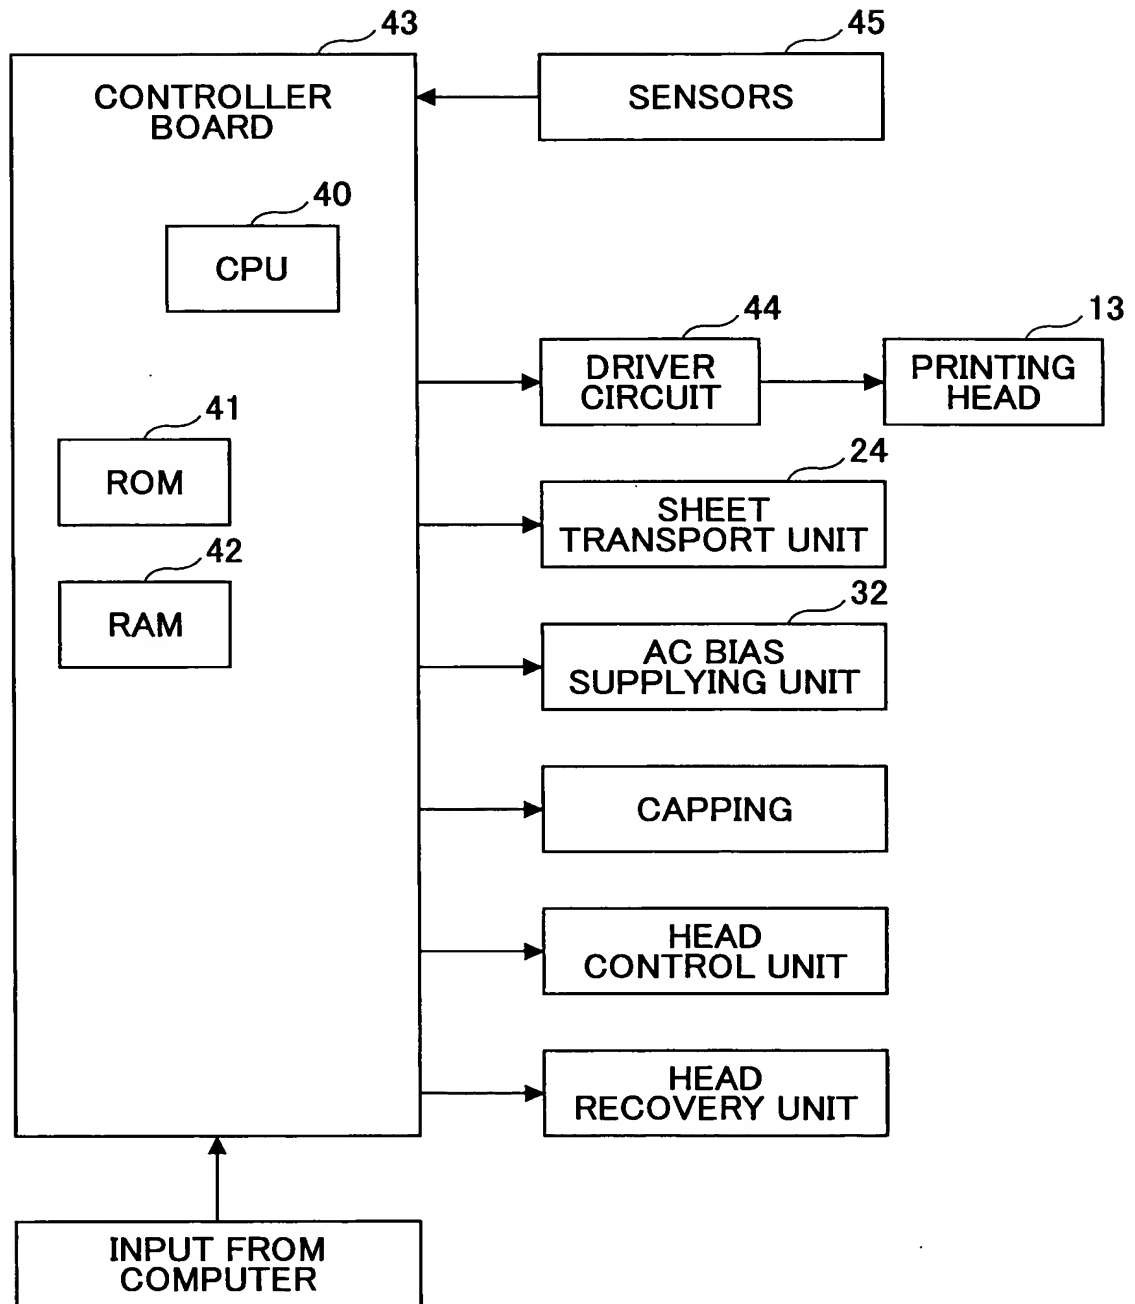 43
45
CONTROLLER
BOARD
SENSORS
40
CPU
44
13
DRIVER
CIRCUIT
PRINTING
HEAD
41
ROM
24
SHEET
TRANSPORT UNIT
42
RAM
32
AC BIAS
SUPPLYING UNIT
CAPPING
HEAD
CONTROL UNIT
HEAD
RECOVERY UNIT
INPUT FROM
COMPUTER